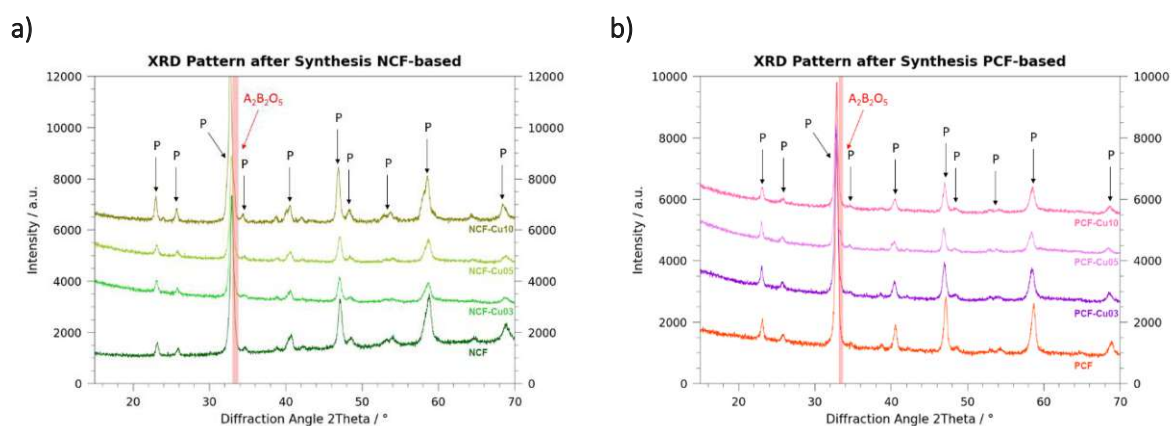 a)
XRD Pattern after Synthesis NCF-based
12000
10000
8000
6000
4000
2000
0
12000
10000
8000
6000
4000
2000
0
Intensity / a.u.
A₂B₂O₅
P
P
P
P
P
P
P
P
P
P
NCF-Cu10
NCF-Cu05
NCF-Cu03
NCF
20
30
40
50
60
70
Diffraction Angle 2Theta / °
b)
XRD Pattern after Synthesis PCF-based
10000
8000
6000
4000
2000
0
10000
8000
6000
4000
2000
0
Intensity / a.u.
A₂B₂O₅
P
P
P
P
P
P
P
P
P
P
PCF-Cu10
PCF-Cu05
PCF-Cu03
PCF
20
30
40
50
60
70
Diffraction Angle 2Theta / °